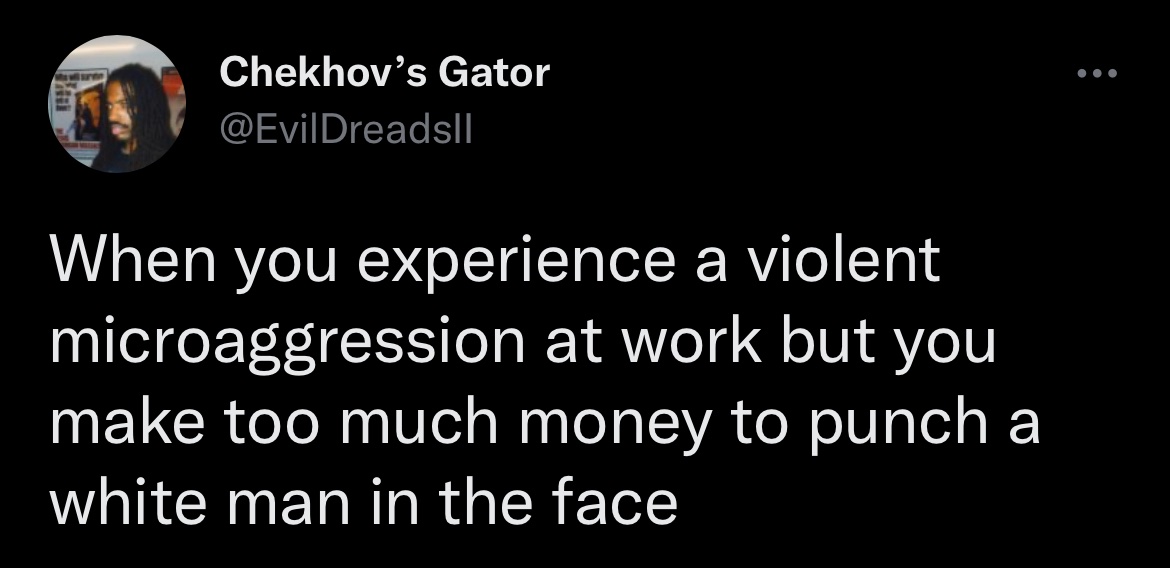 Chekhov’s Gator
@EvilDreadsII
When you experience a violent
microaggression at work but you
make too much money to punch a
white man in the face